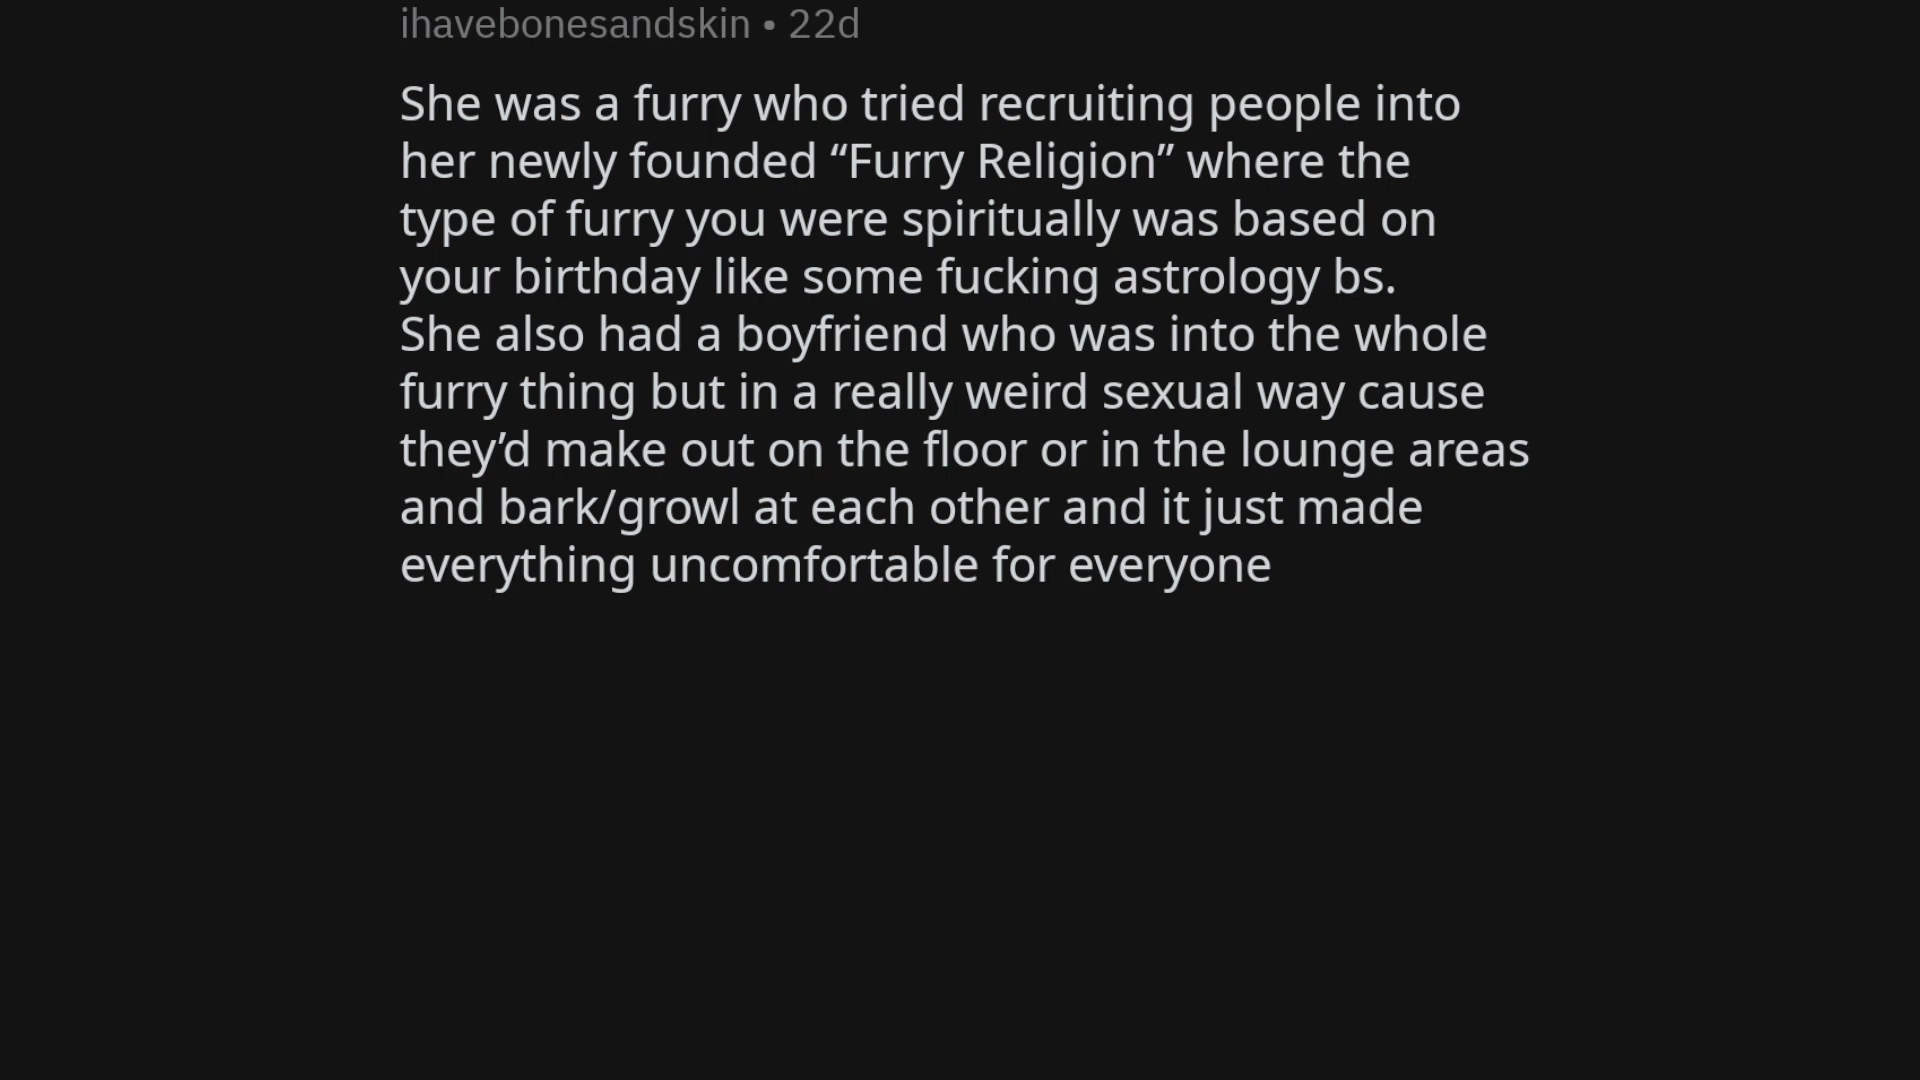 ihavebonesandskin • 22d
She was a furry who tried recruiting people into
her newly founded “Furry Religion” where the
type of furry you were spiritually was based on
your birthday like some fucking astrology bs.
She also had a boyfriend who was into the whole
furry thing but in a really weird sexual way cause
they’d make out on the floor or in the lounge areas
and bark/growl at each other and it just made
everything uncomfortable for everyone